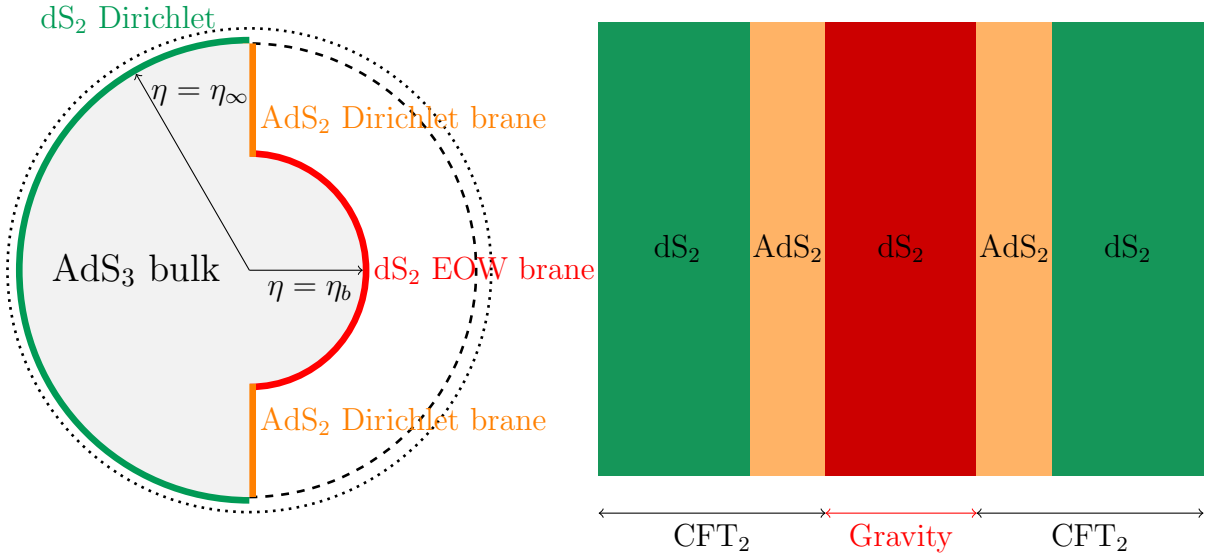 dS₂ Dirichlet
η = η∞
AdS₂ Dirichlet brane
AdS₃ bulk
dS₂ EOW brane
η = η_b
AdS₂ Dirichlet brane
dS₂
AdS₂
dS₂
AdS₂
dS₂
CFT₂
Gravity
CFT₂